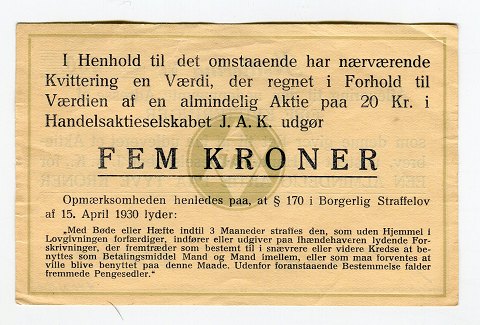 I Henhold til det omstaaende har nærværende
Kvittering en Værdi, der regnet i Forhold til
Værdien af en almindelig Aktie paa 20 Kr. i
Handelsaktieselskabet J. A. K. udgør
FEM KRONER
Opmærksomheden henledes paa, at § 170 i Borgerlig Straffelov
af 15. April 1930 lyder:
„Med Bøde eller Hæfte indtil 3 Maaneder straffes den, som uden Hjemmel i
Lovgivningen forfærdiger, indfører eller udgiver paa Ihændehaveren lydende For-
skrivninger, der fremtræder som bestemt til i snævrere eller videre Kredse at be-
nyttes som Betalingsmiddel Mand og Mand imellem, eller som maa forventes at
ville blive benyttet paa denne Maade. Udenfor foranstaaende Bestemmelse falder
fremmede Pengesedler."